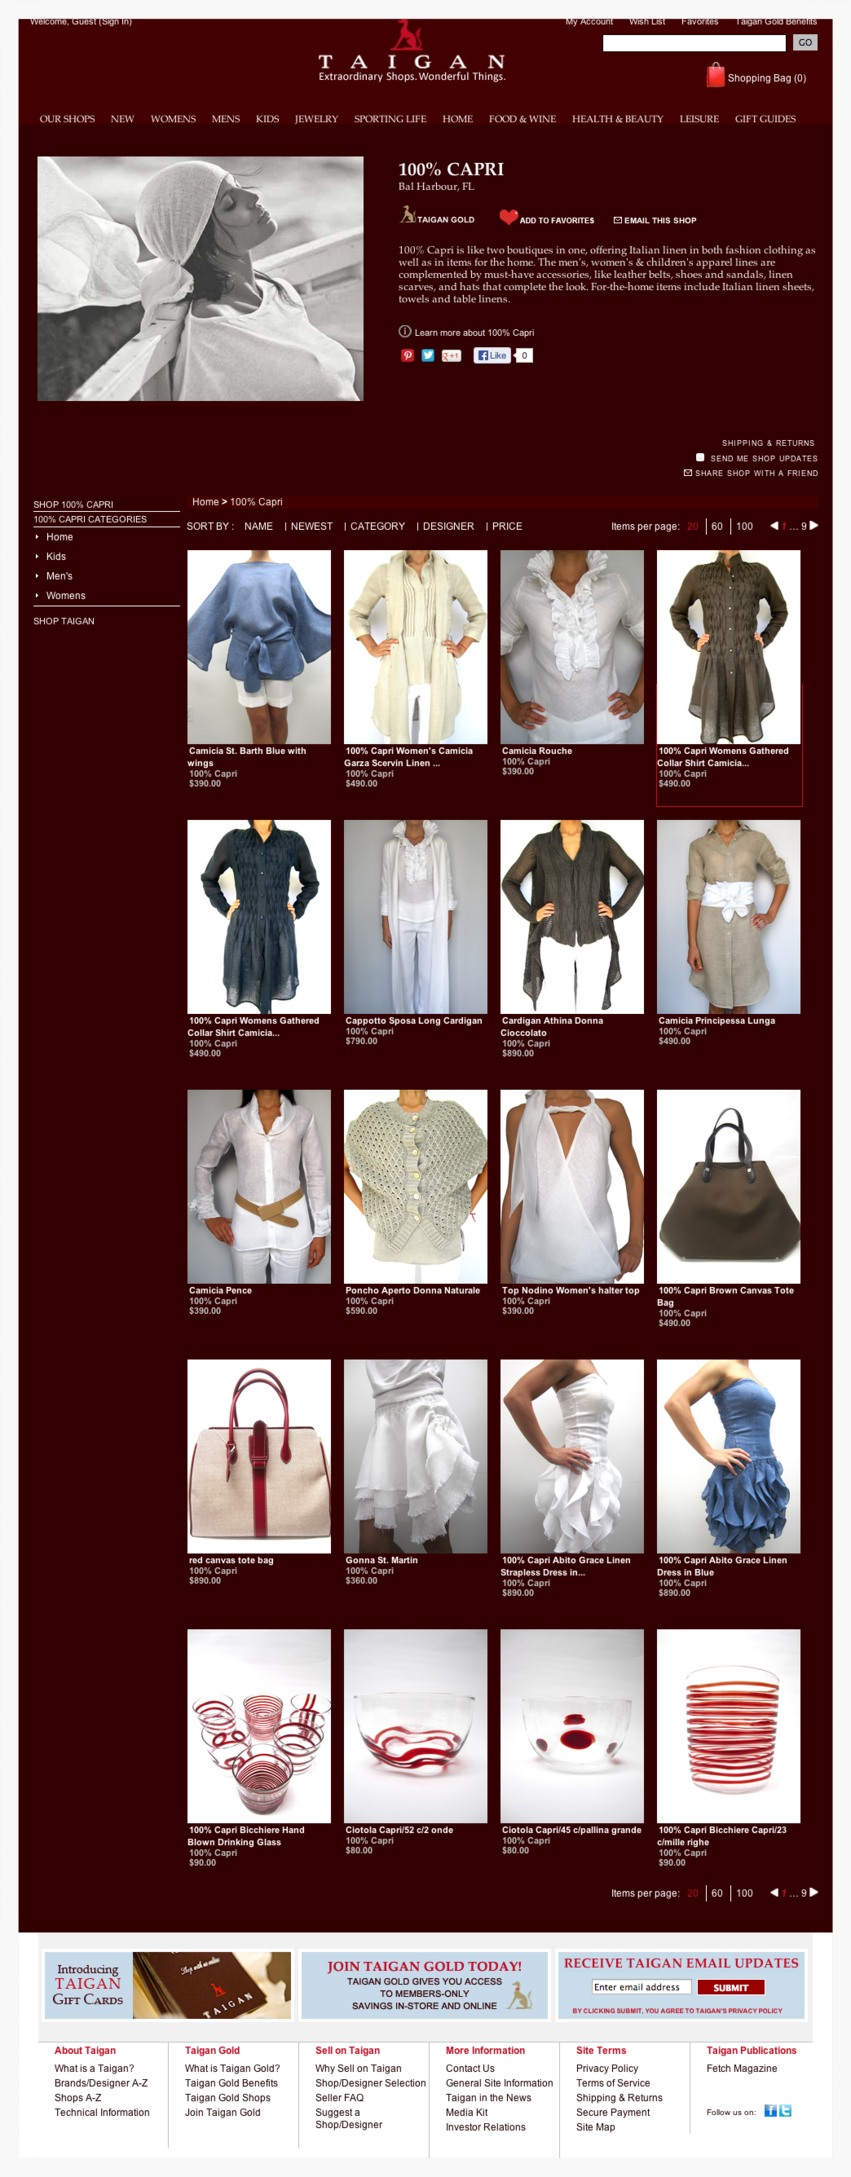 Welcome, Guest (Sign In)
My Account Wish List Favorites Taigan Gold Benefits
GO
TAIGAN
Extraordinary Shops. Wonderful Things.
Shopping Bag (0)
OUR SHOPS NEW WOMENS MENS KIDS JEWELRY SPORTING LIFE HOME FOOD & WINE HEALTH & BEAUTY LEISURE GIFT GUIDES
100% CAPRI
Bal Harbour, FL
TAIGAN GOLD ADD TO FAVORITES EMAIL THIS SHOP
100% Capri is like two boutiques in one, offering Italian linen in both fashion clothing as
well as in items for the home. The men's, women's & children's apparel lines are
complemented by must-have accessories, like leather belts, shoes and sandals, linen
scarves, and hats that complete the look. For-the-home items include Italian linen sheets,
towels and table linens.
Learn more about 100% Capri
+1 Like 0
SHIPPING & RETURNS
SEND ME SHOP UPDATES
SHARE SHOP WITH A FRIEND
SHOP 100% CAPRI
100% CAPRI CATEGORIES
Home
Kids
Men's
Womens
SHOP TAIGAN
Home > 100% Capri
SORT BY : NAME | NEWEST | CATEGORY | DESIGNER | PRICE
Items per page: 20 60 100 1 ... 9
Camicia St. Barth Blue with
wings
100% Capri
$390.00
100% Capri Women's Camicia
Garza Scervin Linen ...
100% Capri
$490.00
Camicia Rouche
100% Capri
$390.00
100% Capri Womens Gathered
Collar Shirt Camicia...
100% Capri
$490.00
100% Capri Womens Gathered
Collar Shirt Camicia...
100% Capri
$490.00
Cappotto Sposa Long Cardigan
100% Capri
$790.00
Cardigan Athina Donna
Cioccolato
100% Capri
$890.00
Camicia Principessa Lunga
100% Capri
$490.00
Camicia Pence
100% Capri
$390.00
Poncho Aperto Donna Naturale
100% Capri
$590.00
Top Nodino Women's halter top
100% Capri
$390.00
100% Capri Brown Canvas Tote
Bag
100% Capri
$490.00
red canvas tote bag
100% Capri
$890.00
Gonna St. Martin
100% Capri
$360.00
100% Capri Abito Grace Linen
Strapless Dress in...
100% Capri
$890.00
100% Capri Abito Grace Linen
Dress in Blue
100% Capri
$890.00
100% Capri Bicchiere Hand
Blown Drinking Glass
100% Capri
$90.00
Ciotola Capri/52 c/2 onde
100% Capri
$80.00
Ciotola Capri/45 c/pallina grande
100% Capri
$80.00
100% Capri Bicchiere Capri/23
c/mille righe
100% Capri
$90.00
Items per page: 20 60 100 1 ... 9
Introducing
TAIGAN
GIFT CARDS
Shop with us online
TAIGAN
JOIN TAIGAN GOLD TODAY!
TAIGAN GOLD GIVES YOU ACCESS
TO MEMBERS-ONLY
SAVINGS IN-STORE AND ONLINE
RECEIVE TAIGAN EMAIL UPDATES
Enter email address SUBMIT
BY CLICKING SUBMIT, YOU AGREE TO TAIGAN'S PRIVACY POLICY
About Taigan
What is a Taigan?
Brands/Designer A-Z
Shops A-Z
Technical Information
Taigan Gold
What is Taigan Gold?
Taigan Gold Benefits
Taigan Gold Shops
Join Taigan Gold
Sell on Taigan
Why Sell on Taigan
Shop/Designer Selection
Seller FAQ
Suggest a
Shop/Designer
More Information
Contact Us
General Site Information
Taigan in the News
Media Kit
Investor Relations
Site Terms
Privacy Policy
Terms of Service
Shipping & Returns
Secure Payment
Site Map
Taigan Publications
Fetch Magazine
Follow us on: